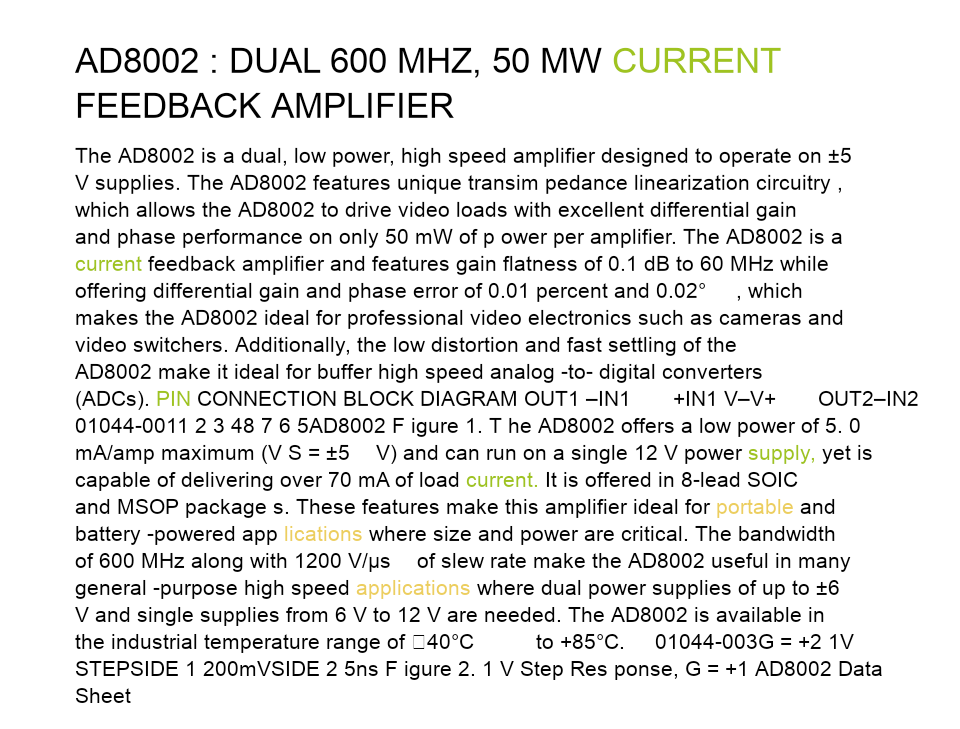 AD8002 : DUAL 600 MHZ, 50 MW CURRENT
FEEDBACK AMPLIFIER
The AD8002 is a dual, low power, high speed amplifier designed to operate on ±5
V supplies. The AD8002 features unique transim pedance linearization circuitry ,
which allows the AD8002 to drive video loads with excellent differential gain
and phase performance on only 50 mW of p ower per amplifier. The AD8002 is a
current feedback amplifier and features gain flatness of 0.1 dB to 60 MHz while
offering differential gain and phase error of 0.01 percent and 0.02° , which
makes the AD8002 ideal for professional video electronics such as cameras and
video switchers. Additionally, the low distortion and fast settling of the
AD8002 make it ideal for buffer high speed analog -to- digital converters
(ADCs). PIN CONNECTION BLOCK DIAGRAM OUT1 –IN1 +IN1 V–V+ OUT2–IN2
01044-0011 2 3 48 7 6 5AD8002 F igure 1. T he AD8002 offers a low power of 5. 0
mA/amp maximum (V S = ±5 V) and can run on a single 12 V power supply, yet is
capable of delivering over 70 mA of load current. It is offered in 8-lead SOIC
and MSOP package s. These features make this amplifier ideal for portable and
battery -powered app lications where size and power are critical. The bandwidth
of 600 MHz along with 1200 V/μs of slew rate make the AD8002 useful in many
general -purpose high speed applications where dual power supplies of up to ±6
V and single supplies from 6 V to 12 V are needed. The AD8002 is available in
the industrial temperature range of □40°C to +85°C. 01044-003G = +2 1V
STEPSIDE 1 200mVSIDE 2 5ns F igure 2. 1 V Step Res ponse, G = +1 AD8002 Data
Sheet